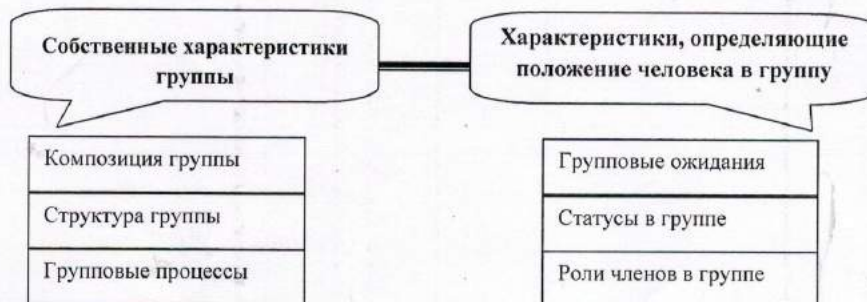 Собственные характеристики
группы
Характеристики, определяющие
положение человека в группу
Композиция группы
Структура группы
Групповые процессы
Групповые ожидания
Статусы в группе
Роли членов в группе